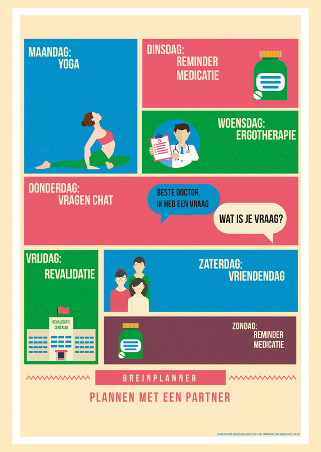 MAANDAG:
YOGA
DINSDAG:
REMINDER
MEDICATIE
WOENSDAG:
ERGOTHERAPIE
DONDERDAG:
VRAGEN CHAT
BESTE DOCTOR,
IK HEB EEN VRAAG
WAT IS JE VRAAG?
VRIJDAG:
REVALIDATIE
REVALIDATIE
CENTRUM
ZATERDAG:
VRIENDENDAG
ZONDAG:
REMINDER
MEDICATIE
BREINPLANNER
PLANNEN MET EEN PARTNER